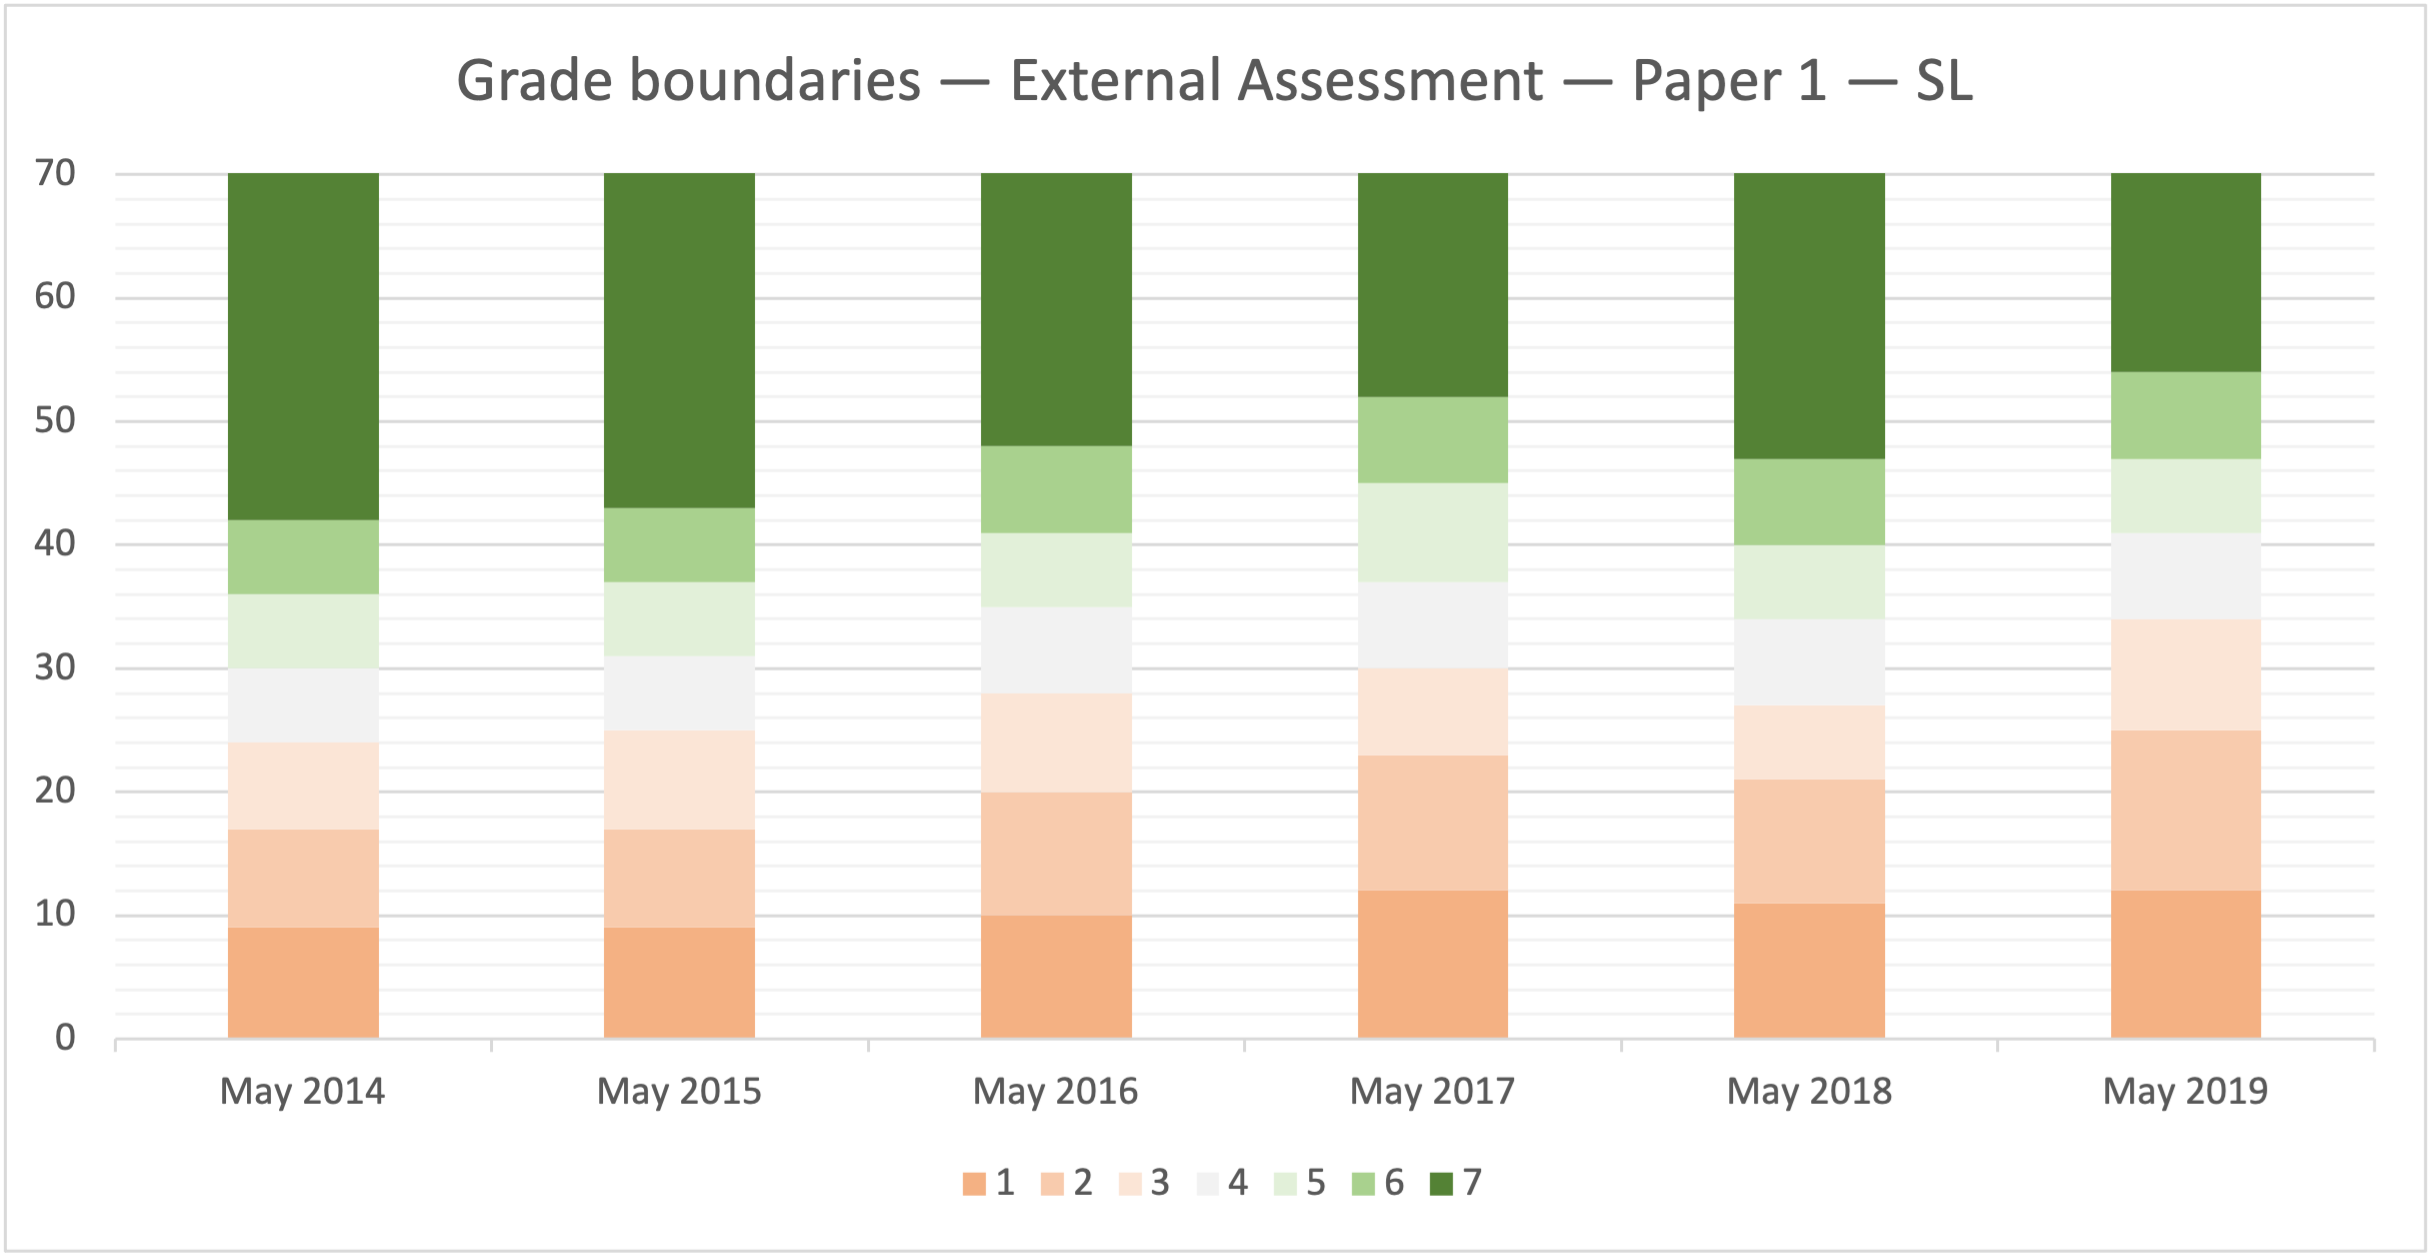 Grade boundaries — External Assessment — Paper 1 — SL
70
60
50
40
30
20
10
0
May 2014 May 2015 May 2016 May 2017 May 2018 May 2019
1 2 3 4 5 6 7